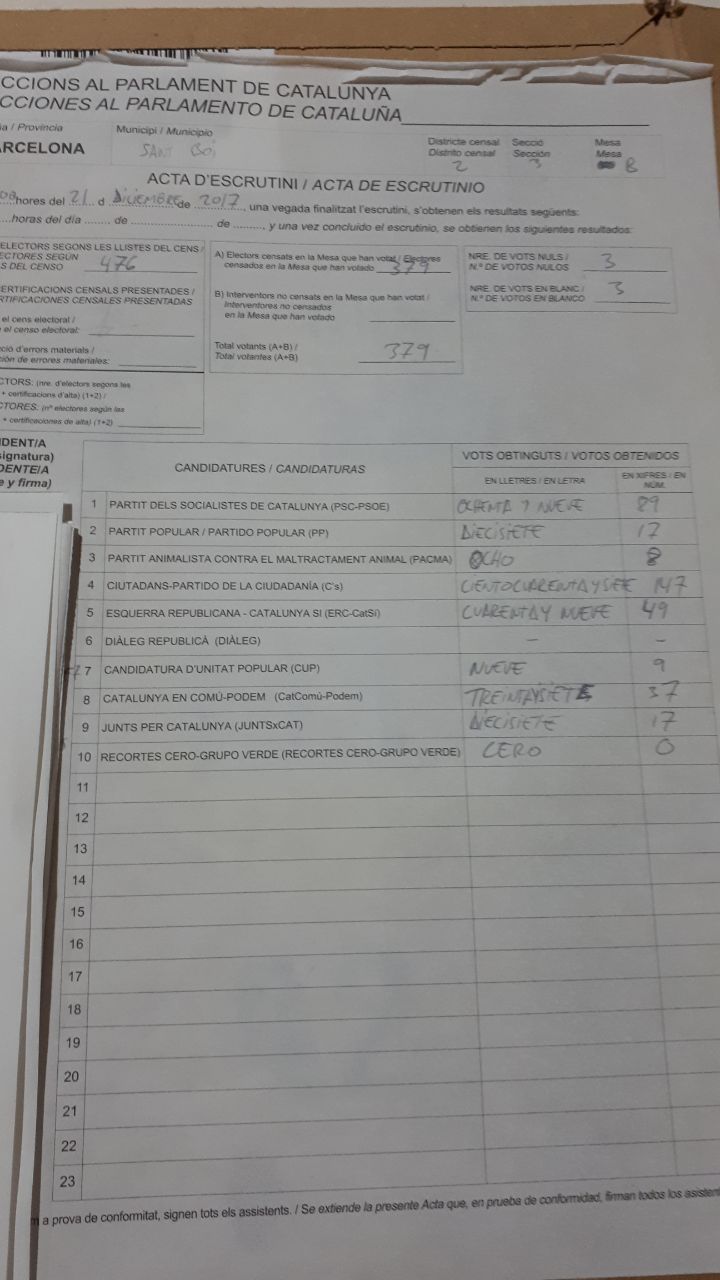 CCIONS AL PARLAMENT DE CATALUNYA
CCIONES AL PARLAMENTO DE CATALUÑA
a / Provincia Municipi / Municipio Districte censal Secció Mesa
Distrito censal Sección Mesa
ARCELONA SANT BOI 2 3 B
ACTA D'ESCRUTINI / ACTA DE ESCRUTINIO
hores del 21 d DICIEMBRE de 2017, una vegada finalitzat l'escrutini, s'obtenen els resultats següents:
...horas del día ........ de ........................ de .........., y una vez concluido el escrutinio, se obtienen los siguientes resultados:
ELECTORS SEGONS LES LLISTES DEL CENS /
ECTORES SEGÚN
S DEL CENSO 476
ERTIFICACIONS CENSALS PRESENTADES /
RTIFICACIONES CENSALES PRESENTADAS
el cens electoral /
el censo electoral:
ció d'errors materials /
ión de errores materiales:
CTORS: (nre. d'electors segons les
+ certificacions d'alta) (1+2) /
CTORES: (nº electores según las
+ certificaciones de alta) (1+2)
A) Electors censats en la Mesa que han votat / Electores
censados en la Mesa que han votado 379
B) Interventors no censats en la Mesa que han votat /
Interventores no censados
en la Mesa que han votado
Total votants (A+B) /
Total votantes (A+B) 379
NRE. DE VOTS NULS /
N.º DE VOTOS NULOS 3
NRE. DE VOTS EN BLANC /
N.º DE VOTOS EN BLANCO 3
IDENT/A
signatura)
DENTE/A
e y firma)
CANDIDATURES / CANDIDATURAS VOTS OBTINGUTS / VOTOS OBTENIDOS
EN LLETRES / EN LETRA EN XIFRES / EN NÚM.
1 PARTIT DELS SOCIALISTES DE CATALUNYA (PSC-PSOE) OCHENTA Y NUEVE 89
2 PARTIT POPULAR / PARTIDO POPULAR (PP) DIECISIETE 17
3 PARTIT ANIMALISTA CONTRA EL MALTRACTAMENT ANIMAL (PACMA) OCHO 8
4 CIUTADANS-PARTIDO DE LA CIUDADANÍA (C's) CIENTOCUARENTAYSIETE 147
5 ESQUERRA REPUBLICANA - CATALUNYA SI (ERC-CatSí) CUARENTAY NUEVE 49
6 DIÀLEG REPUBLICÀ (DIÀLEG) — –
7 CANDIDATURA D'UNITAT POPULAR (CUP) NUEVE 9
8 CATALUNYA EN COMÚ-PODEM (CatComú-Podem) TREINTAYSIETE 37
9 JUNTS PER CATALUNYA (JUNTSxCAT) DIECISIETE 17
10 RECORTES CERO-GRUPO VERDE (RECORTES CERO-GRUPO VERDE) CERO 0
11
12
13
14
15
16
17
18
19
20
21
22
23
a prova de conformitat, signen tots els assistents. / Se extiende la presente Acta que, en prueba de conformidad, firman todos los asistent